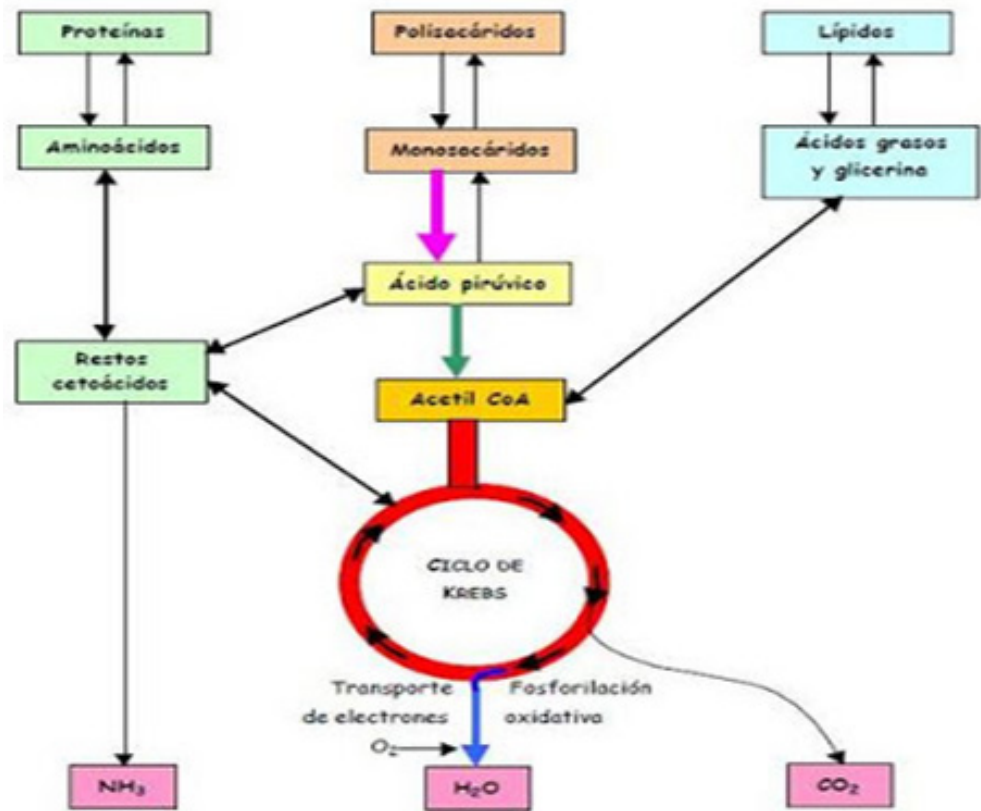 Proteínas
Polisacáridos
Lípidos
Aminoácidos
Monosacáridos
Ácidos grasos
y glicerina
Ácido pirúvico
Restos
cetoácidos
Acetil CoA
CICLO DE
KREBS
Transporte
de electrones
Fosforilación
oxidativa
O₂
NH₃
H₂O
CO₂